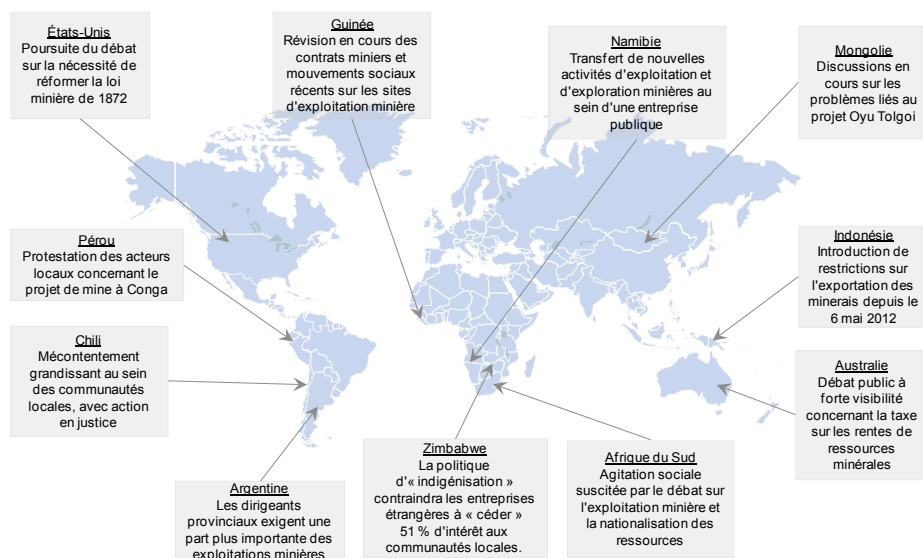 États-Unis
Poursuite du débat
sur la nécessité de
réformer la loi
minière de 1872
Guinée
Révision en cours des
contrats miniers et
mouvements sociaux
récents sur les sites
d'exploitation minière
Namibie
Transfert de nouvelles
activités d'exploitation et
d'exploration minières au
sein d'une entreprise
publique
Mongolie
Discussions en
cours sur les
problèmes liés au
projet Oyu Tolgoi
Pérou
Protestation des acteurs
locaux concernant le
projet de mine à Conga
Indonésie
Introduction de
restrictions sur
l'exportation des
minerais depuis le
6 mai 2012
Chili
Mécontentement
grandissant au sein
des communautés
locales, avec action
en justice
Australie
Débat public à
forte visibilité
concernant la taxe
sur les rentes de
ressources
minérales
Argentine
Les dirigeants
provinciaux exigent une
part plus importante des
exploitations minières
Zimbabwe
La politique
d'« indigénisation »
contraindra les entreprises
étrangères à « céder »
51 % d'intérêt aux
communautés locales.
Afrique du Sud
Agitation sociale
suscitée par le débat sur
l'exploitation minière et
la nationalisation des
ressources